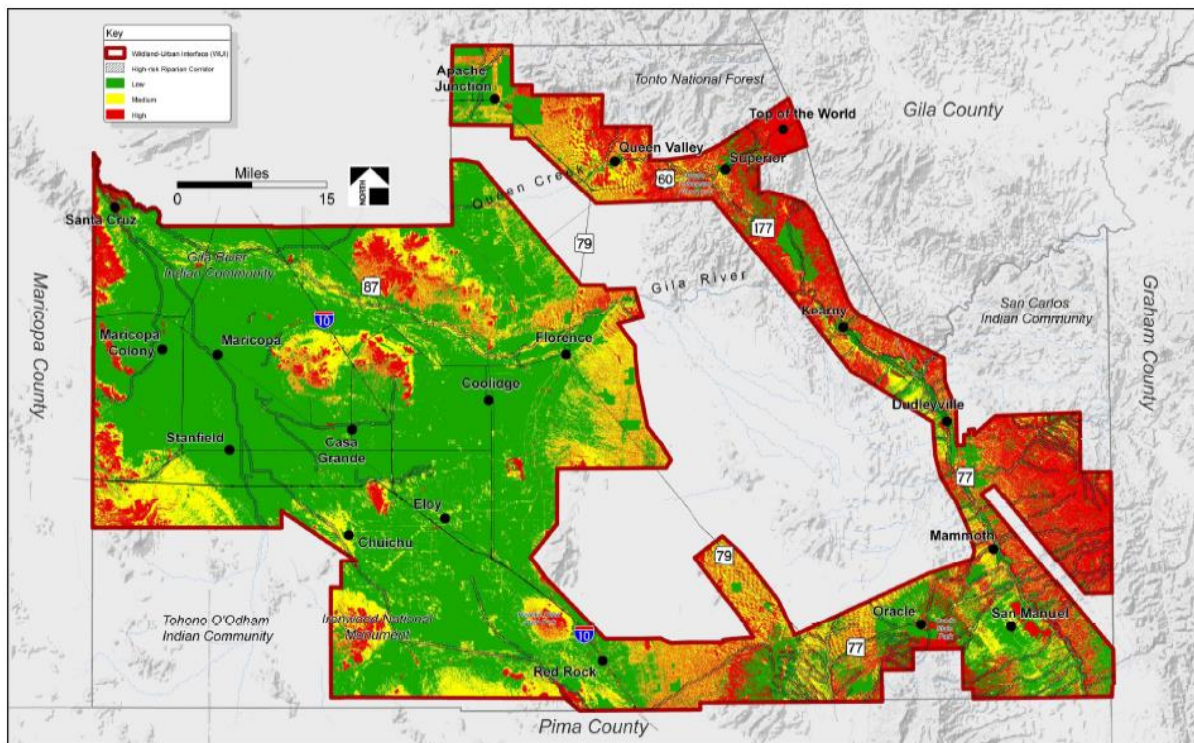 Key
Wildland-Urban Interface (WUI)
High-risk Riparian Corridor
Low
Medium
High
Miles
0
15
NORTH
Apache
Junction
Tonto National Forest
Gila County
Top of the World
Queen Valley
Superior
60
Queen Creek
177
79
Santa Cruz
Gila River
Indian Community
87
Gila River
San Carlos
Indian Community
Maricopa County
Graham County
10
Kearny
Maricopa
Colony
Maricopa
Florence
Coolidge
Dudleyville
Stanfield
Casa
Grande
77
Eloy
Chuichu
Mammoth
79
Tohono O'Odham
Indian Community
Ironwood National
Monument
10
Oracle
San Manuel
77
Red Rock
Pima County